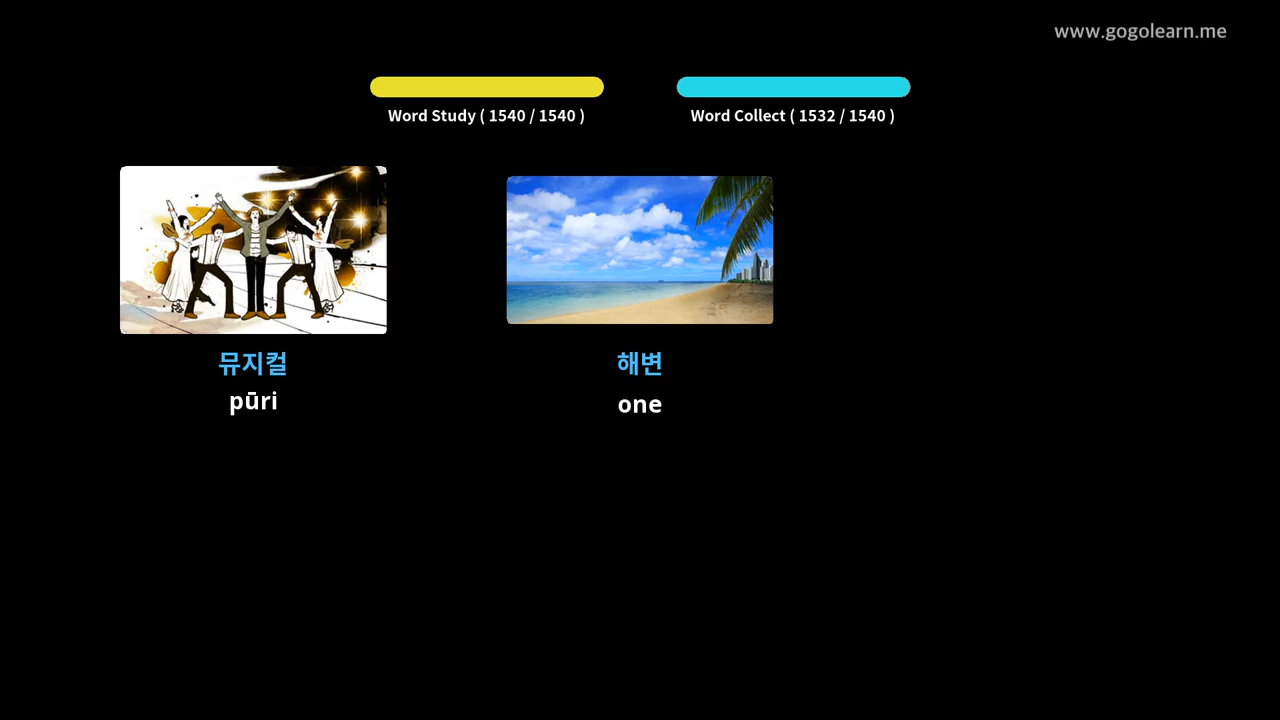 www.gogolearn.me
Word Study ( 1540 / 1540 )
Word Collect ( 1532 / 1540 )
뮤지컬
pūri
해변
one